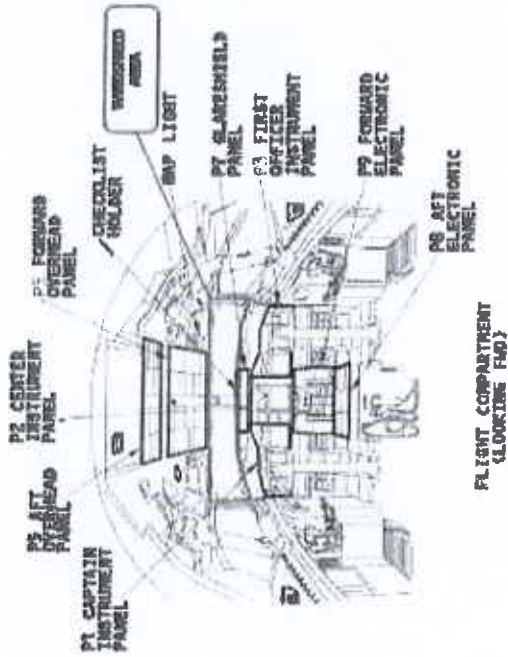 P5 AFT
OVERHEAD
PANEL
P2 CENTER
INSTRUMENT
PANEL
P5 FORWARD
OVERHEAD
PANEL
CHECKLIST
HOLDER
MAP LIGHT
WINDSHIELD
AREA
P1 CAPTAIN
INSTRUMENT
PANEL
P7 GLARESHIELD
PANEL
P3 FIRST
OFFICER
INSTRUMENT
PANEL
P9 FORWARD
ELECTRONIC
PANEL
P8 AFT
ELECTRONIC
PANEL
FLIGHT COMPARTMENT
(LOOKING FWD)